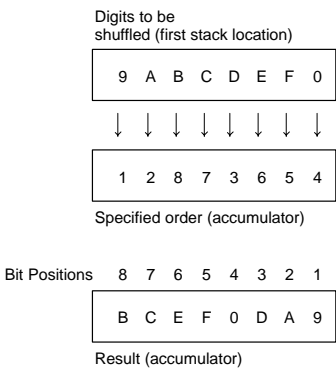 Digits to be
shuffled (first stack location)
9 A B C D E F 0
1 2 8 7 3 6 5 4
Specified order (accumulator)
Bit Positions 8 7 6 5 4 3 2 1
B C E F 0 D A 9
Result (accumulator)